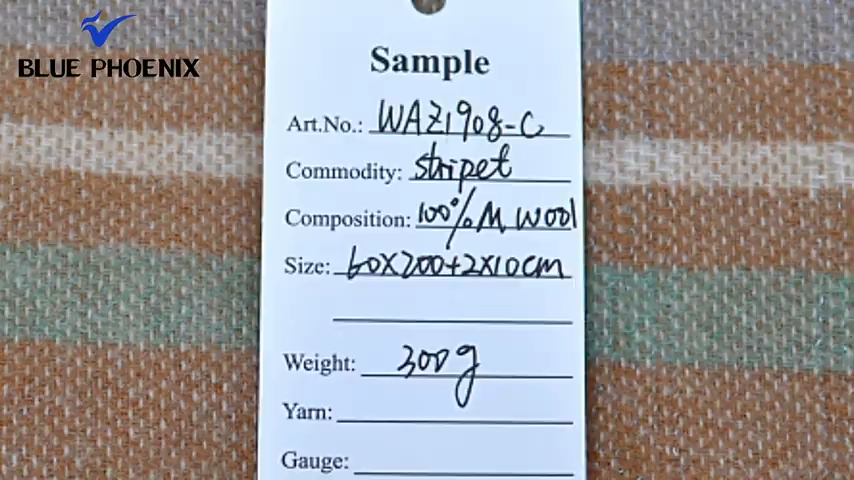 BLUE PHOENIX
Sample
Art.No.: WAZ1908-C
Commodity: stripet
Composition: 100% M wool
Size: 60X200+2X10cm
Weight: 300g
Yarn:
Gauge: